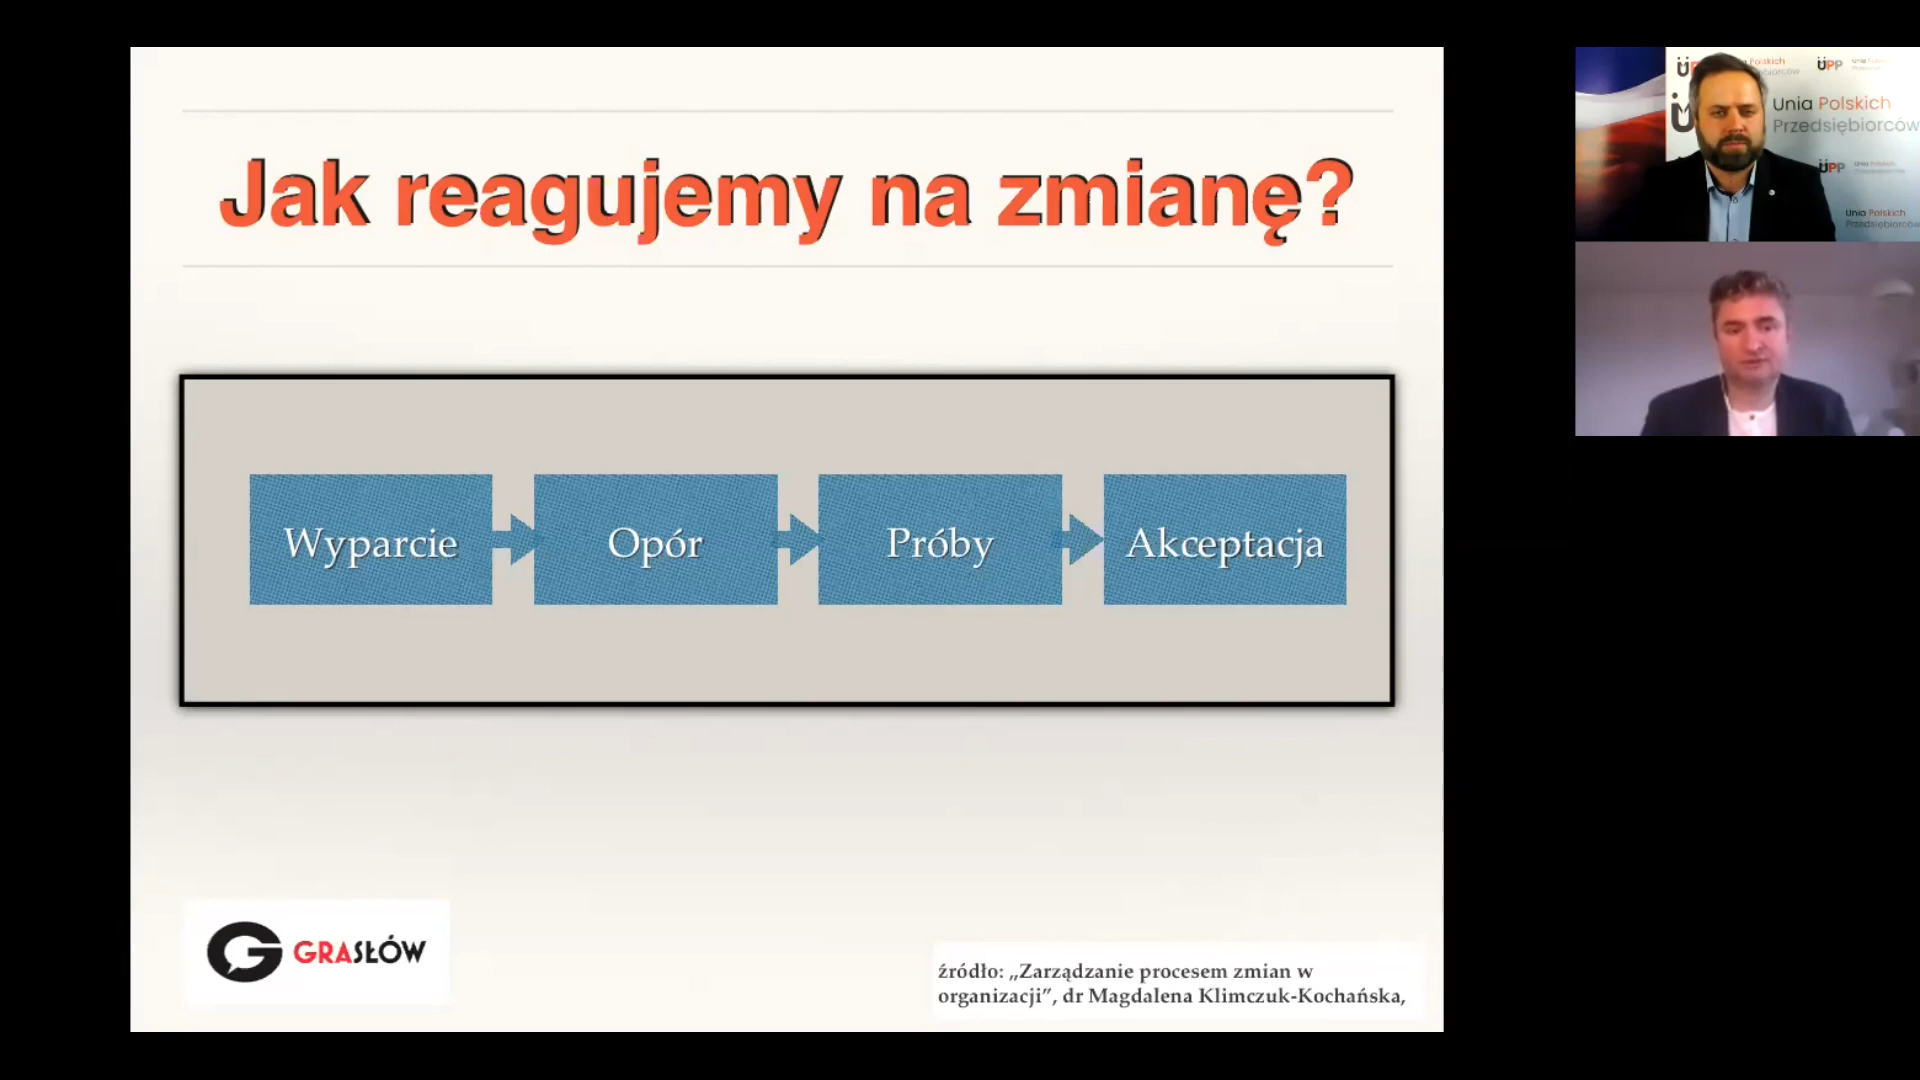 Jak reagujemy na zmianę?
Wyparcie
Opór
Próby
Akceptacja
GRASŁÓW
źródło: „Zarządzanie procesem zmian w
organizacji”, dr Magdalena Klimczuk-Kochańska,
ÜPP
Unia Polskich
Przedsiębiorców
ÜPP
Unia Polskich
Przedsiębiorców